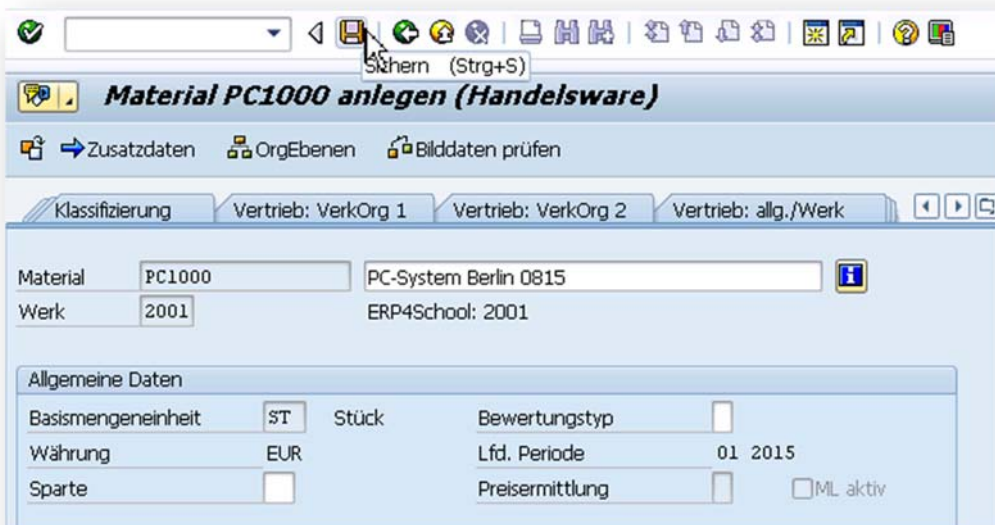 Sichern (Strg+S)
Material PC1000 anlegen (Handelsware)
Zusatzdaten OrgEbenen Bilddaten prüfen
Klassifizierung Vertrieb: VerkOrg 1 Vertrieb: VerkOrg 2 Vertrieb: allg./Werk
Material PC1000 PC-System Berlin 0815
Werk 2001 ERP4School: 2001
Allgemeine Daten
Basismengeneinheit ST Stück Bewertungstyp
Währung EUR Lfd. Periode 01 2015
Sparte Preisermittlung ML aktiv